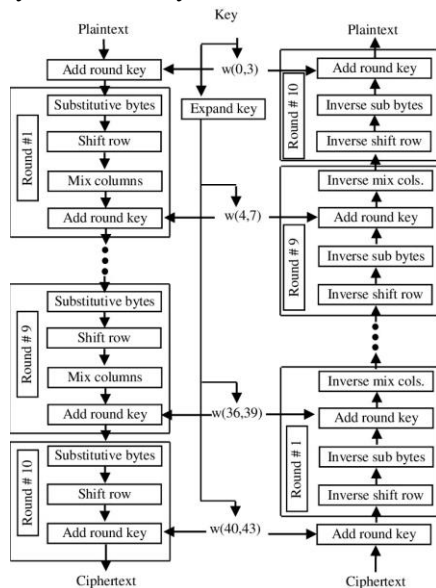 Key
Plaintext
Add round key
Round #1
Substitutive bytes
Shift row
Mix columns
Add round key
Round # 9
Substitutive bytes
Shift row
Mix columns
Add round key
Round # 10
Substitutive bytes
Shift row
Add round key
Ciphertext
w(0,3)
Expand key
w(4,7)
w(36,39)
w(40,43)
Plaintext
Round # 10
Add round key
Inverse sub bytes
Inverse shift row
Round # 9
Inverse mix cols.
Add round key
Inverse sub bytes
Inverse shift row
Round # 1
Inverse mix cols.
Add round key
Inverse sub bytes
Inverse shift row
Add round key
Ciphertext